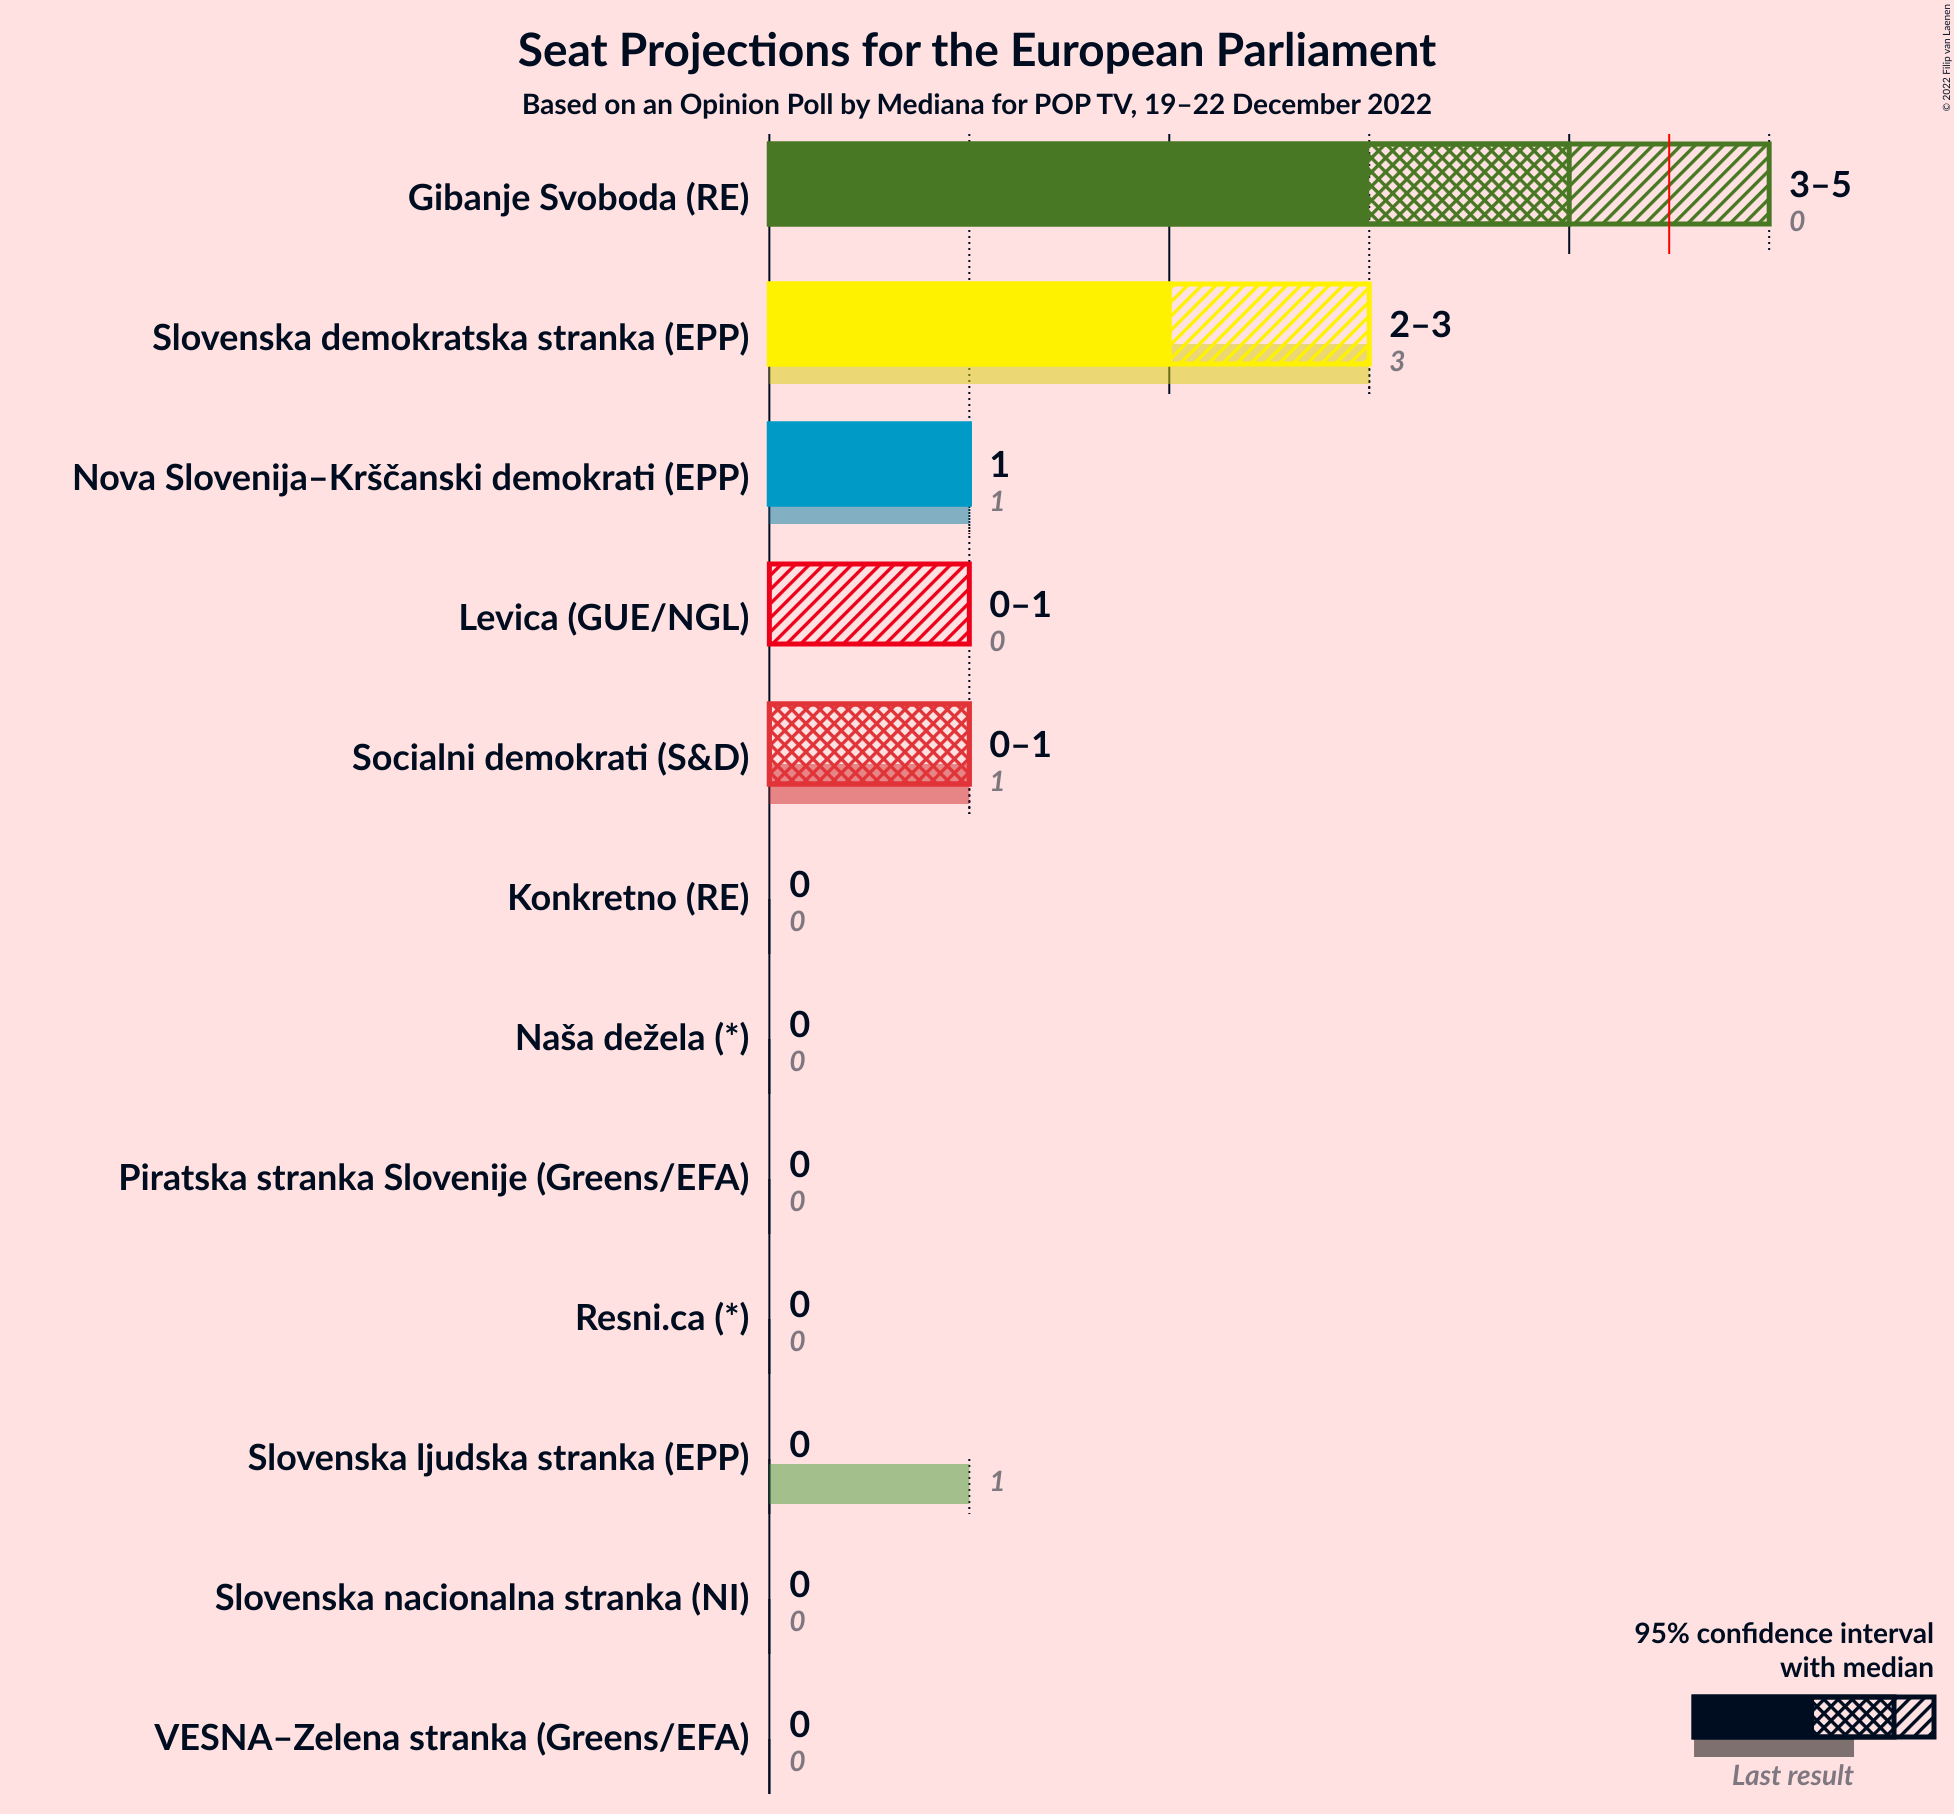 Seat Projections for the European Parliament
Based on an Opinion Poll by Mediana for POP TV, 19–22 December 2022
© 2022 Filip van Laenen
Gibanje Svoboda (RE)
3–5
0
Slovenska demokratska stranka (EPP)
2–3
3
Nova Slovenija–Krščanski demokrati (EPP)
1
1
Levica (GUE/NGL)
0–1
0
Socialni demokrati (S&D)
0–1
1
Konkretno (RE)
0
0
Naša dežela (*)
0
0
Piratska stranka Slovenije (Greens/EFA)
0
0
Resni.ca (*)
0
0
Slovenska ljudska stranka (EPP)
0
1
Slovenska nacionalna stranka (NI)
0
0
VESNA–Zelena stranka (Greens/EFA)
0
0
95% confidence interval
with median
Last result